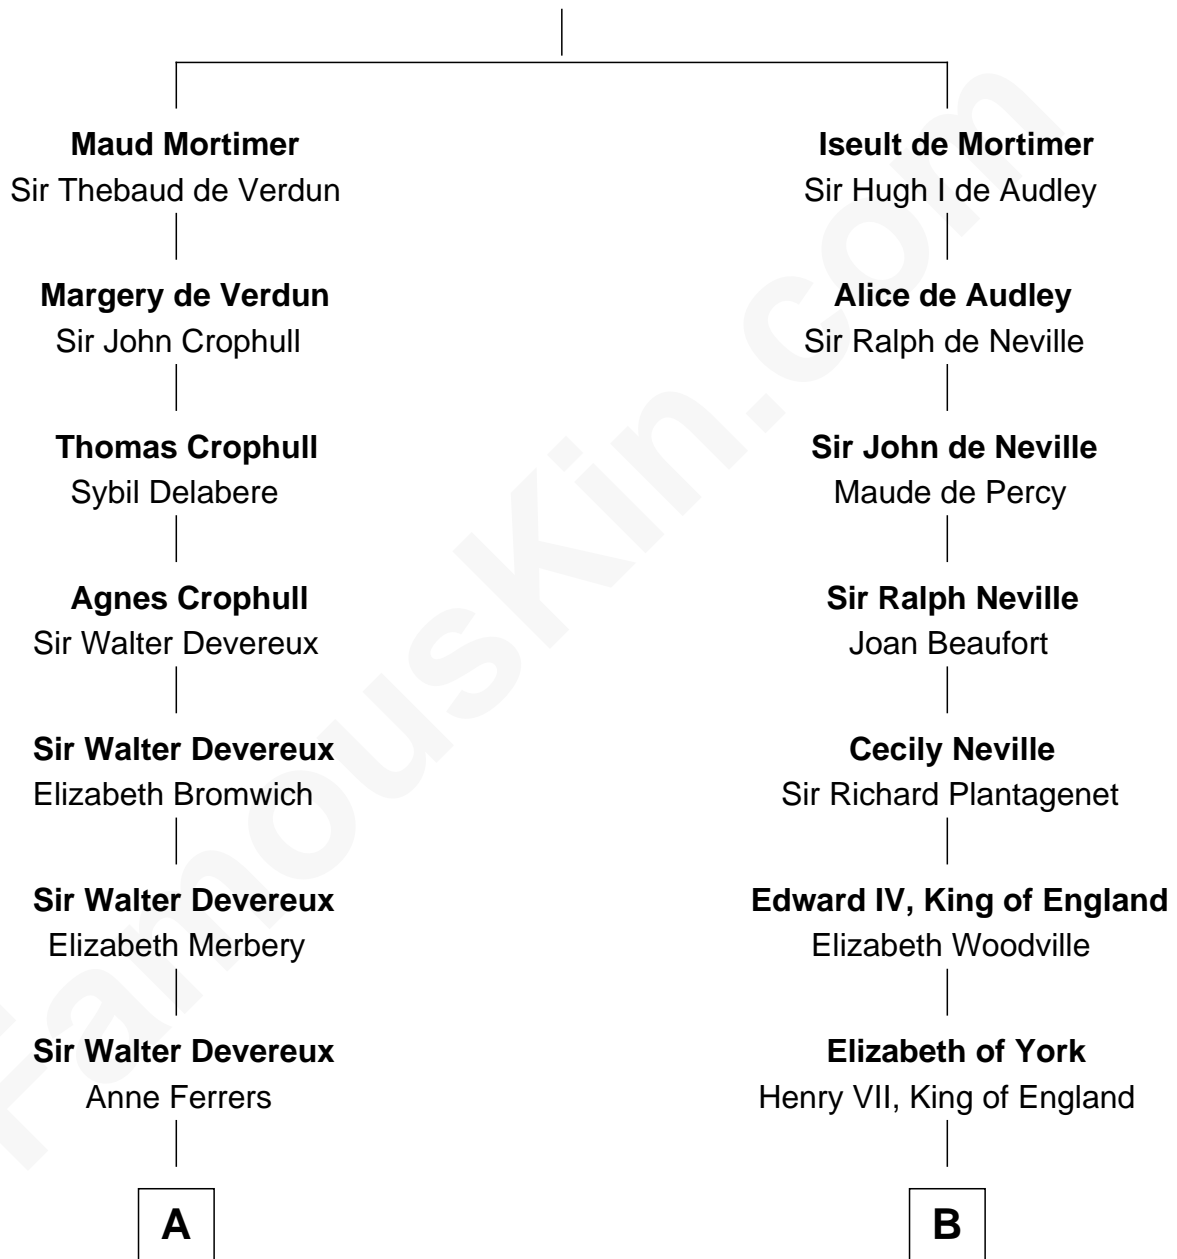 Maud Mortimer
Sir Thebaud de Verdun
Margery de Verdun
Sir John Crophull
Thomas Crophull
Sybil Delabere
Agnes Crophull
Sir Walter Devereux
Sir Walter Devereux
Elizabeth Bromwich
Sir Walter Devereux
Elizabeth Merbery
Sir Walter Devereux
Anne Ferrers
A
Iseult de Mortimer
Sir Hugh I de Audley
Alice de Audley
Sir Ralph de Neville
Sir John de Neville
Maude de Percy
Sir Ralph Neville
Joan Beaufort
Cecily Neville
Sir Richard Plantagenet
Edward IV, King of England
Elizabeth Woodville
Elizabeth of York
Henry VII, King of England
B
FamousKin.com